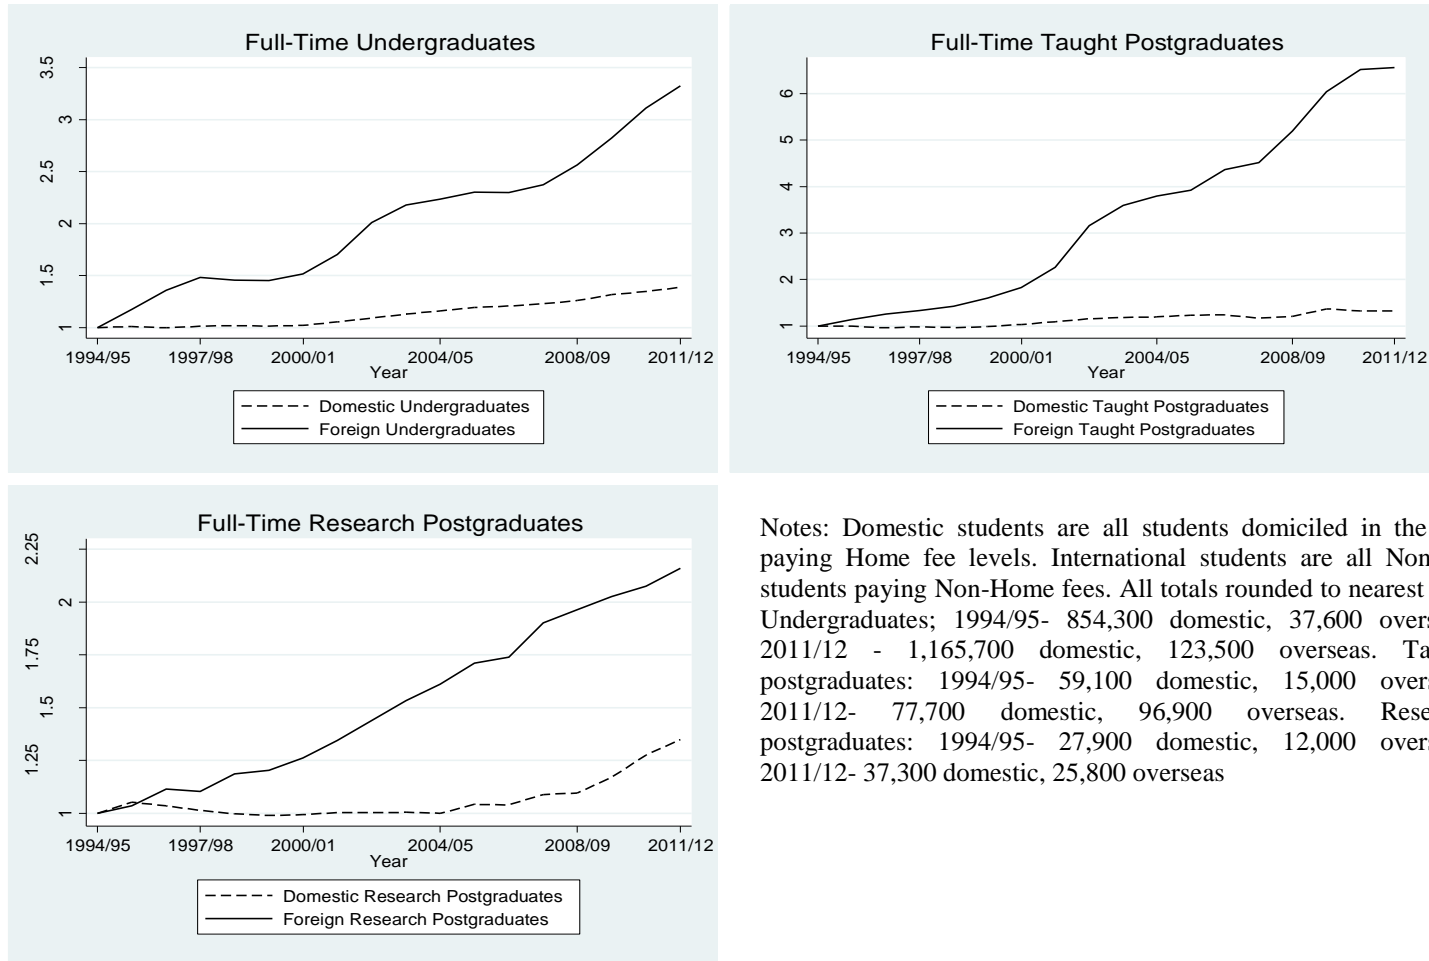 Full-Time Undergraduates
3.5
3
2.5
2
1.5
1
1994/95 1997/98 2000/01 2004/05 2008/09 2011/12
Year
Domestic Undergraduates
Foreign Undergraduates
Full-Time Taught Postgraduates
6
5
4
3
2
1
1994/95 1997/98 2000/01 2004/05 2008/09 2011/12
Year
Domestic Taught Postgraduates
Foreign Taught Postgraduates
Full-Time Research Postgraduates
2.25
2
1.75
1.5
1.25
1
1994/95 1997/98 2000/01 2004/05 2008/09 2011/12
Year
Domestic Research Postgraduates
Foreign Research Postgraduates
Notes: Domestic students are all students domiciled in the
paying Home fee levels. International students are all Non
students paying Non-Home fees. All totals rounded to nearest
Undergraduates; 1994/95- 854,300 domestic, 37,600 overs
2011/12 - 1,165,700 domestic, 123,500 overseas. Ta
postgraduates: 1994/95- 59,100 domestic, 15,000 overs
2011/12- 77,700 domestic, 96,900 overseas. Rese
postgraduates: 1994/95- 27,900 domestic, 12,000 overs
2011/12- 37,300 domestic, 25,800 overseas